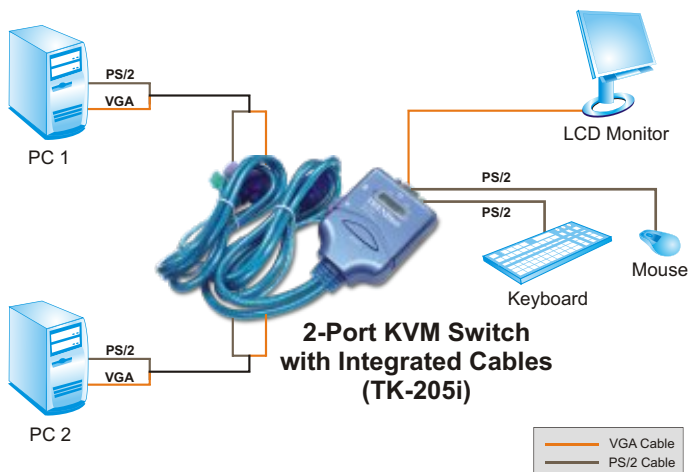 PS/2
VGA
PC 1
LCD Monitor
PS/2
PS/2
Mouse
Keyboard
2-Port KVM Switch
with Integrated Cables
(TK-205i)
PS/2
VGA
PC 2
VGA Cable
PS/2 Cable